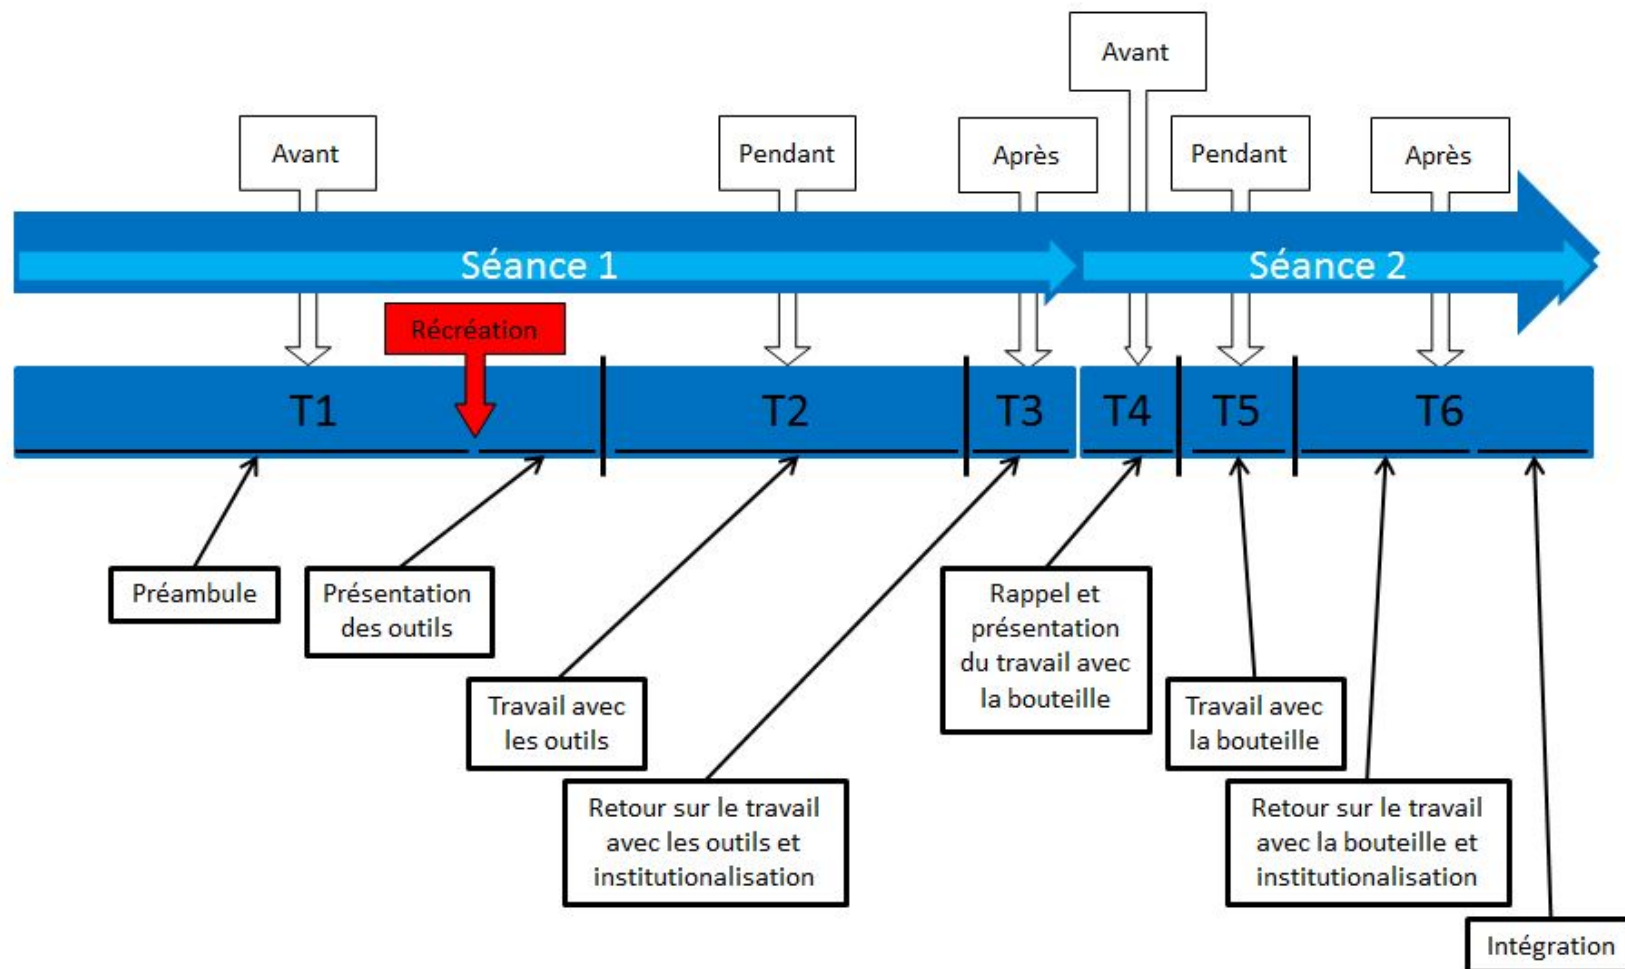 Avant
Avant
Pendant
Après
Pendant
Après
Séance 1
Séance 2
Récréation
T1
T2
T3
T4
T5
T6
Préambule
Présentation
des outils
Travail avec
les outils
Retour sur le travail
avec les outils et
institutionalisation
Rappel et
présentation
du travail avec
la bouteille
Travail avec
la bouteille
Retour sur le travail
avec la bouteille et
institutionalisation
Intégration